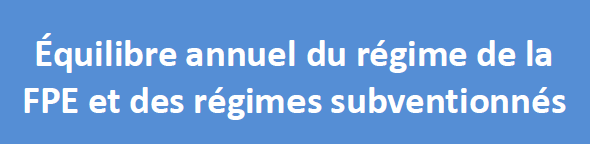 Équilibre annuel du régime de la
FPE et des régimes subventionnés